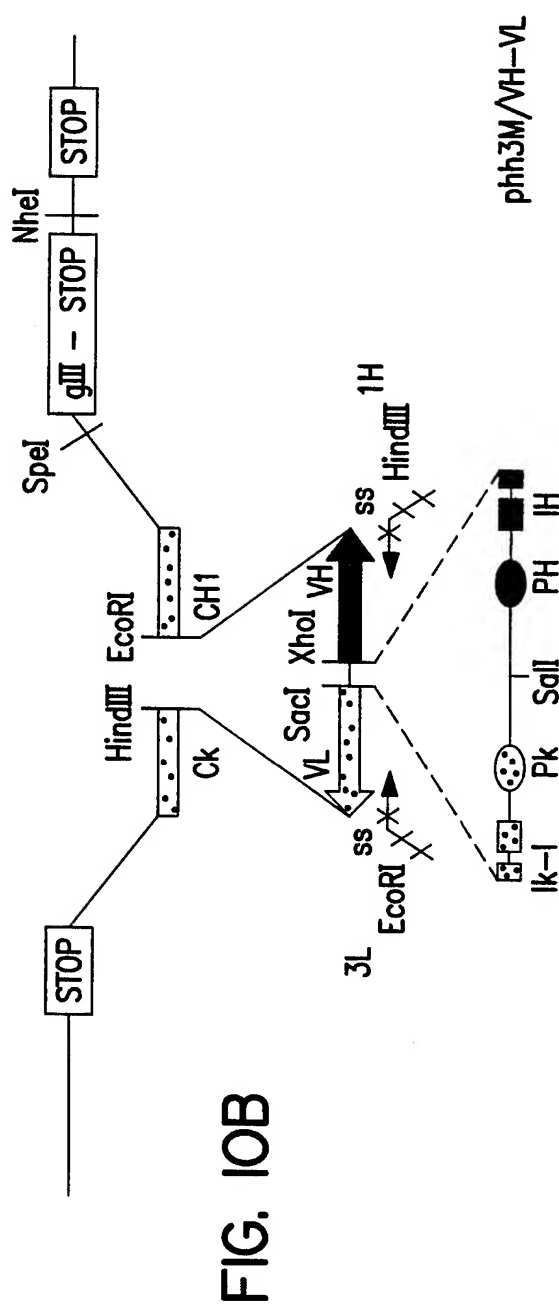 FIG. 10B
STOP
gIII – STOP
STOP
SpeI
NheI
HindIII
EcoRI
Ck
CH1
SacI
XhoI
VL
VH
3L
ss
EcoRI
ss
1H
HindIII
Ik-I
Pk
SalI
PH
IH
phh3M/VH-VL